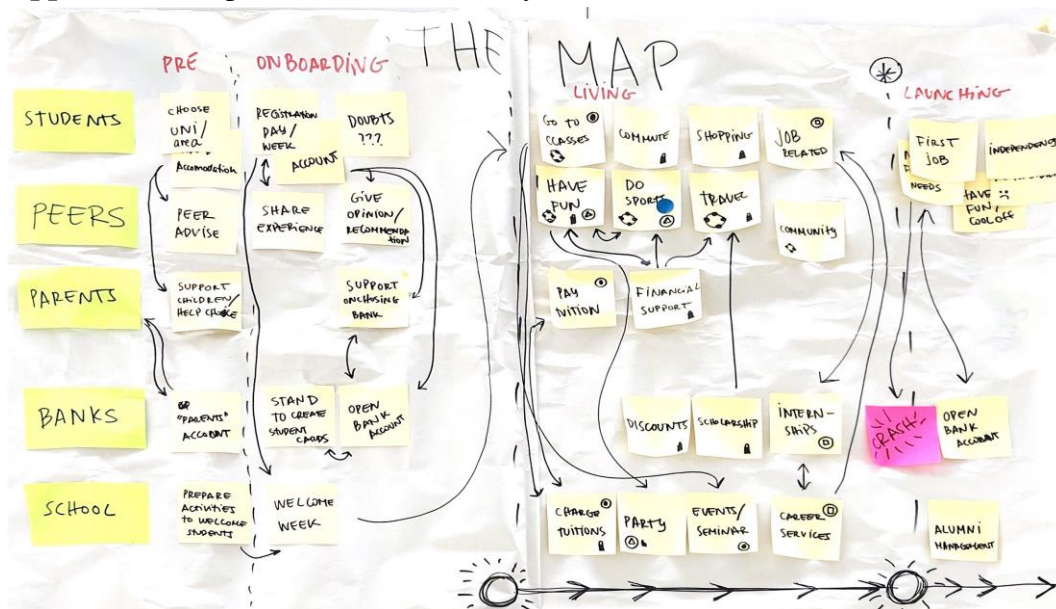 THE
MAP
PRE
ONBOARDING
LIVING
LAUNCHING
STUDENTS
CHOOSE
UNI/
area
Accomodation
REGISTRATION
PAY/
WEEK
ACCOUNT
DOUBTS
???
GO TO
CLASSES
COMMUTE
SHOPPING
JOB
RELATED
FIRST
JOB
INDEPENDENCE
NEEDS
HAVE
FUN,
COOL OFF
PEERS
PEER
ADVISE
SHARE
EXPERIENCE
GIVE
OPINION/
RECOMMENDA
TION
HAVE
FUN
DO
SPORTS
TRAVEL
COMMUNITY
PARENTS
SUPPORT
CHILDREN/
HELP CHOICE
SUPPORT
ON CHOSING
BANK
PAY
TUITION
FINANCIAL
SUPPORT
BANKS
"PARENTS"
ACCOUNT
STAND
TO CREATE
STUDENT
CARDS
OPEN
BANK
ACCOUNT
DISCOUNTS
SCHOLARSHIP
INTERN-
SHIPS
CRASH
OPEN
BANK
ACCOUNT
SCHOOL
PREPARE
ACTIVITIES
TO WELCOME
STUDENTS
WELCOME
WEEK
CHARGE
TUITIONS
PARTY
EVENTS/
SEMINAR
CAREER
SERVICES
ALUMNI
MANAGEMENT